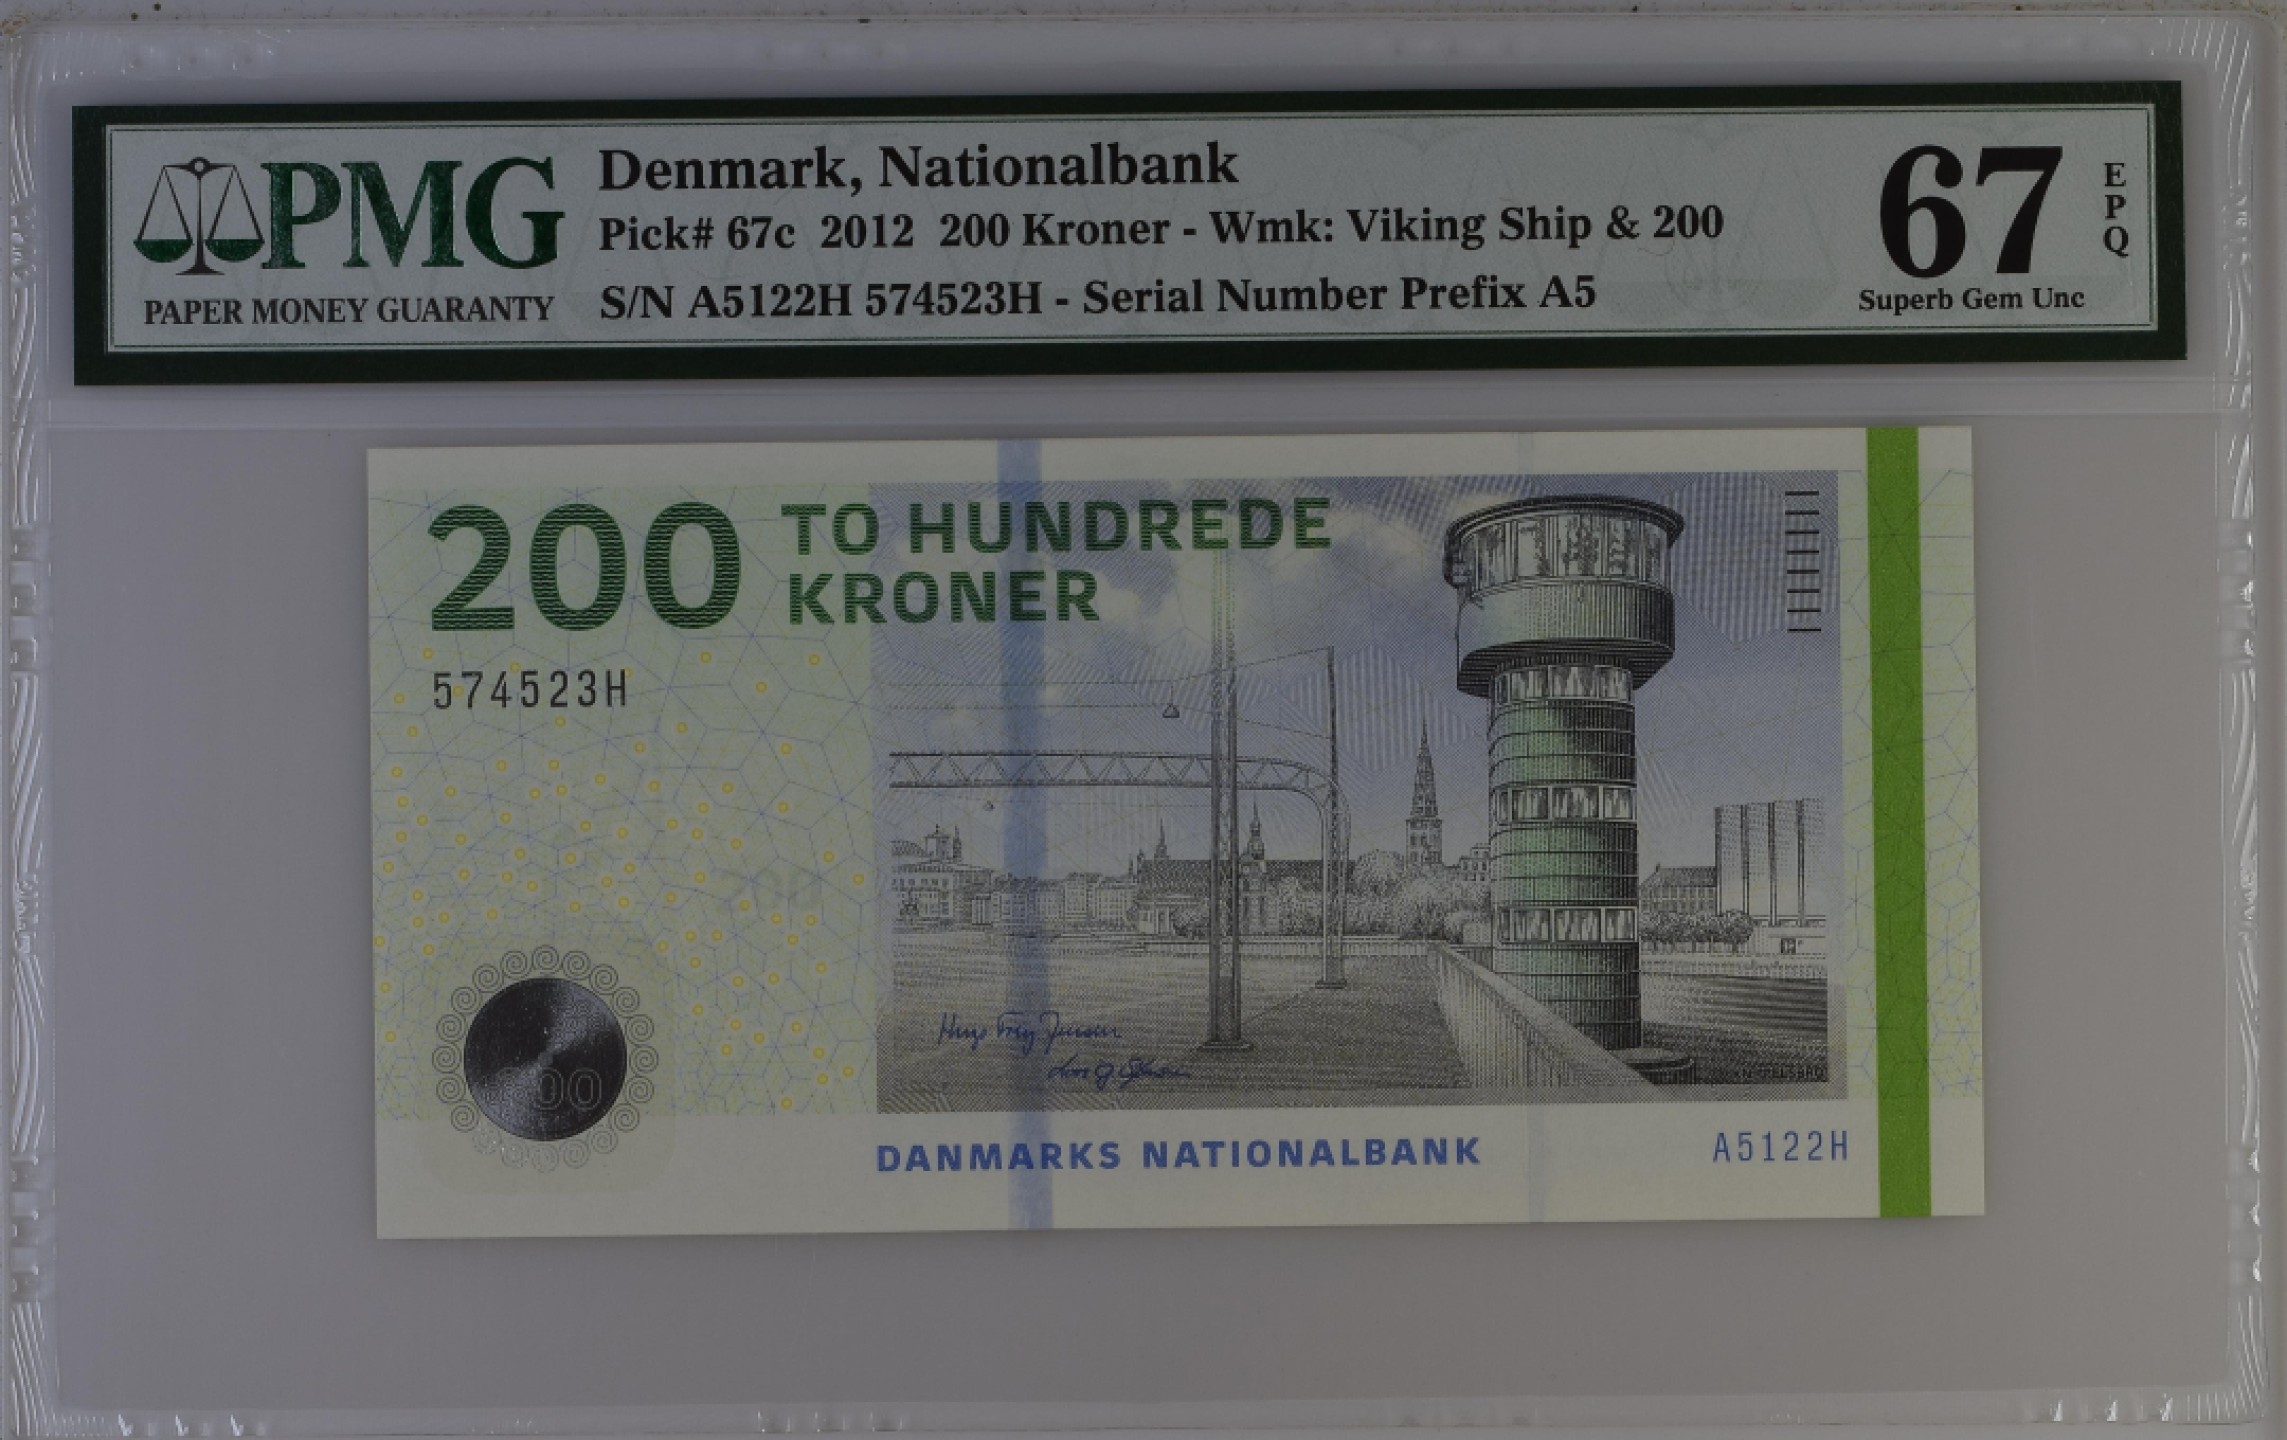 PMG
PAPER MONEY GUARANTY
Denmark, Nationalbank
Pick# 67c 2012 200 Kroner - Wmk: Viking Ship & 200
S/N A5122H 574523H - Serial Number Prefix A5
67
EPQ
Superb Gem Unc
200 TO HUNDREDE
KRONER
574523H
200
DANMARKS NATIONALBANK
A5122H